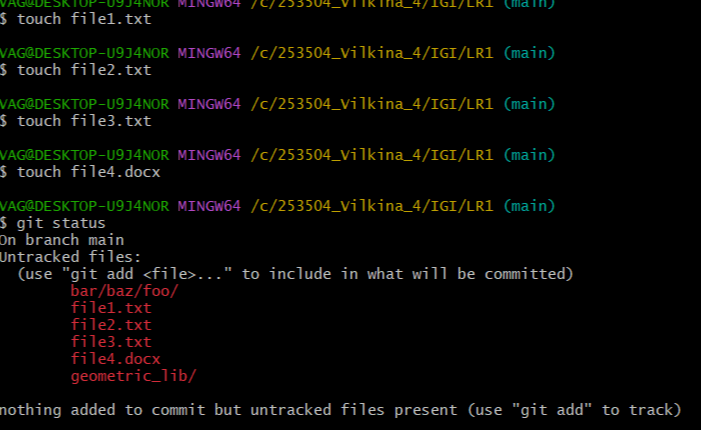 VAG@DESKTOP-U9J4NOR MINGW64 /c/253504_Vilkina_4/IGI/LR1 (main)
$ touch file1.txt
VAG@DESKTOP-U9J4NOR MINGW64 /c/253504_Vilkina_4/IGI/LR1 (main)
$ touch file2.txt
VAG@DESKTOP-U9J4NOR MINGW64 /c/253504_Vilkina_4/IGI/LR1 (main)
$ touch file3.txt
VAG@DESKTOP-U9J4NOR MINGW64 /c/253504_Vilkina_4/IGI/LR1 (main)
$ touch file4.docx
VAG@DESKTOP-U9J4NOR MINGW64 /c/253504_Vilkina_4/IGI/LR1 (main)
$ git status
On branch main
Untracked files:
  (use "git add <file>..." to include in what will be committed)
        bar/baz/foo/
        file1.txt
        file2.txt
        file3.txt
        file4.docx
        geometric_lib/
nothing added to commit but untracked files present (use "git add" to track)